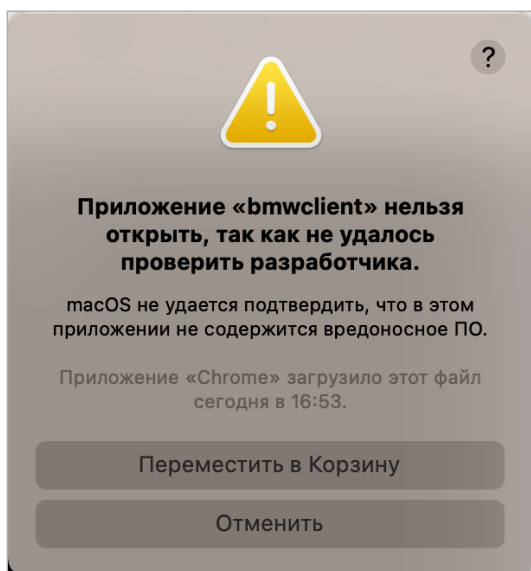 ?
Приложение «bmwclient» нельзя
открыть, так как не удалось
проверить разработчика.
macOS не удается подтвердить, что в этом
приложении не содержится вредоносное ПО.
Приложение «Chrome» загрузило этот файл
сегодня в 16:53.
Переместить в Корзину
Отменить